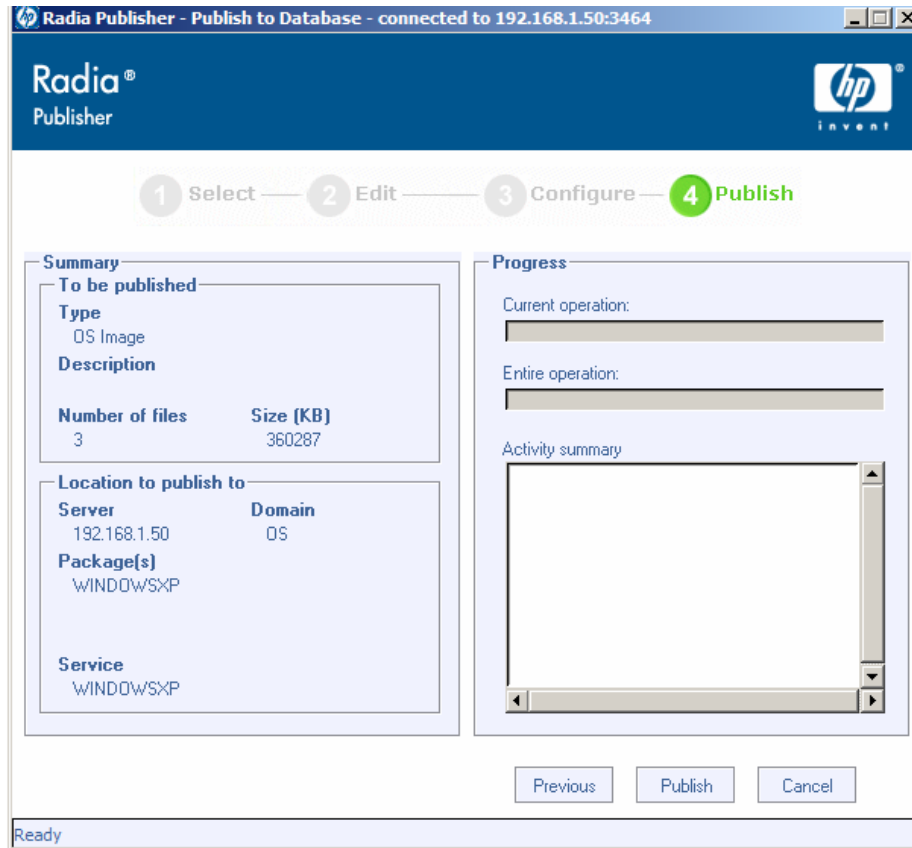 Radia Publisher - Publish to Database - connected to 192.168.1.50:3464
Radia®
Publisher
hp ®
invent
1 Select 2 Edit 3 Configure 4 Publish
Summary
To be published
Type
OS Image
Description
Number of files Size (KB)
3 360287
Location to publish to
Server Domain
192.168.1.50 OS
Package(s)
WINDOWSXP
Service
WINDOWSXP
Progress
Current operation:
Entire operation:
Activity summary
Previous Publish Cancel
Ready